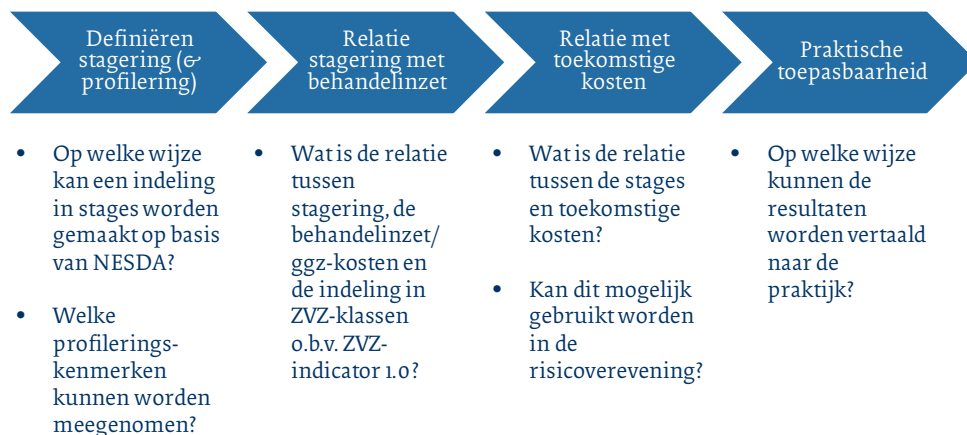 Definiëren
stagering (&
profilering)
Relatie
stagering met
behandelinzet
Relatie met
toekomstige
kosten
Praktische
toepasbaarheid
• Op welke wijze
kan een indeling
in stages worden
gemaakt op basis
van NESDA?
• Welke
profilerings-
kenmerken
kunnen worden
meegenomen?
• Wat is de relatie
tussen
stagering, de
behandelinzet/
ggz-kosten en
de indeling in
ZVZ-klassen
o.b.v. ZVZ-
indicator 1.0?
• Wat is de relatie
tussen de stages
en toekomstige
kosten?
• Kan dit mogelijk
gebruikt worden
in de
risicoverevening?
• Op welke wijze
kunnen de
resultaten
worden vertaald
naar de
praktijk?